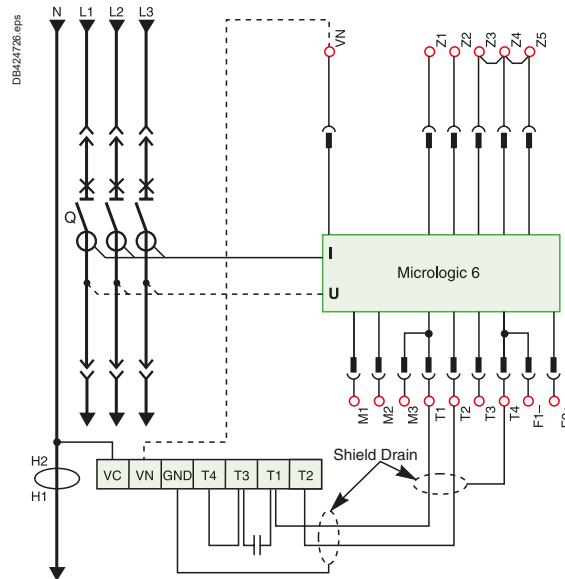 DB424726.eps
N L1 L2 L3
VN Z1 Z2 Z3 Z4 Z5
Q
I
U
Micrologic 6
M1 M2 M3 T1 T2 T3 T4 F1–
Shield Drain
H2
H1
VC VN GND T4 T3 T1 T2